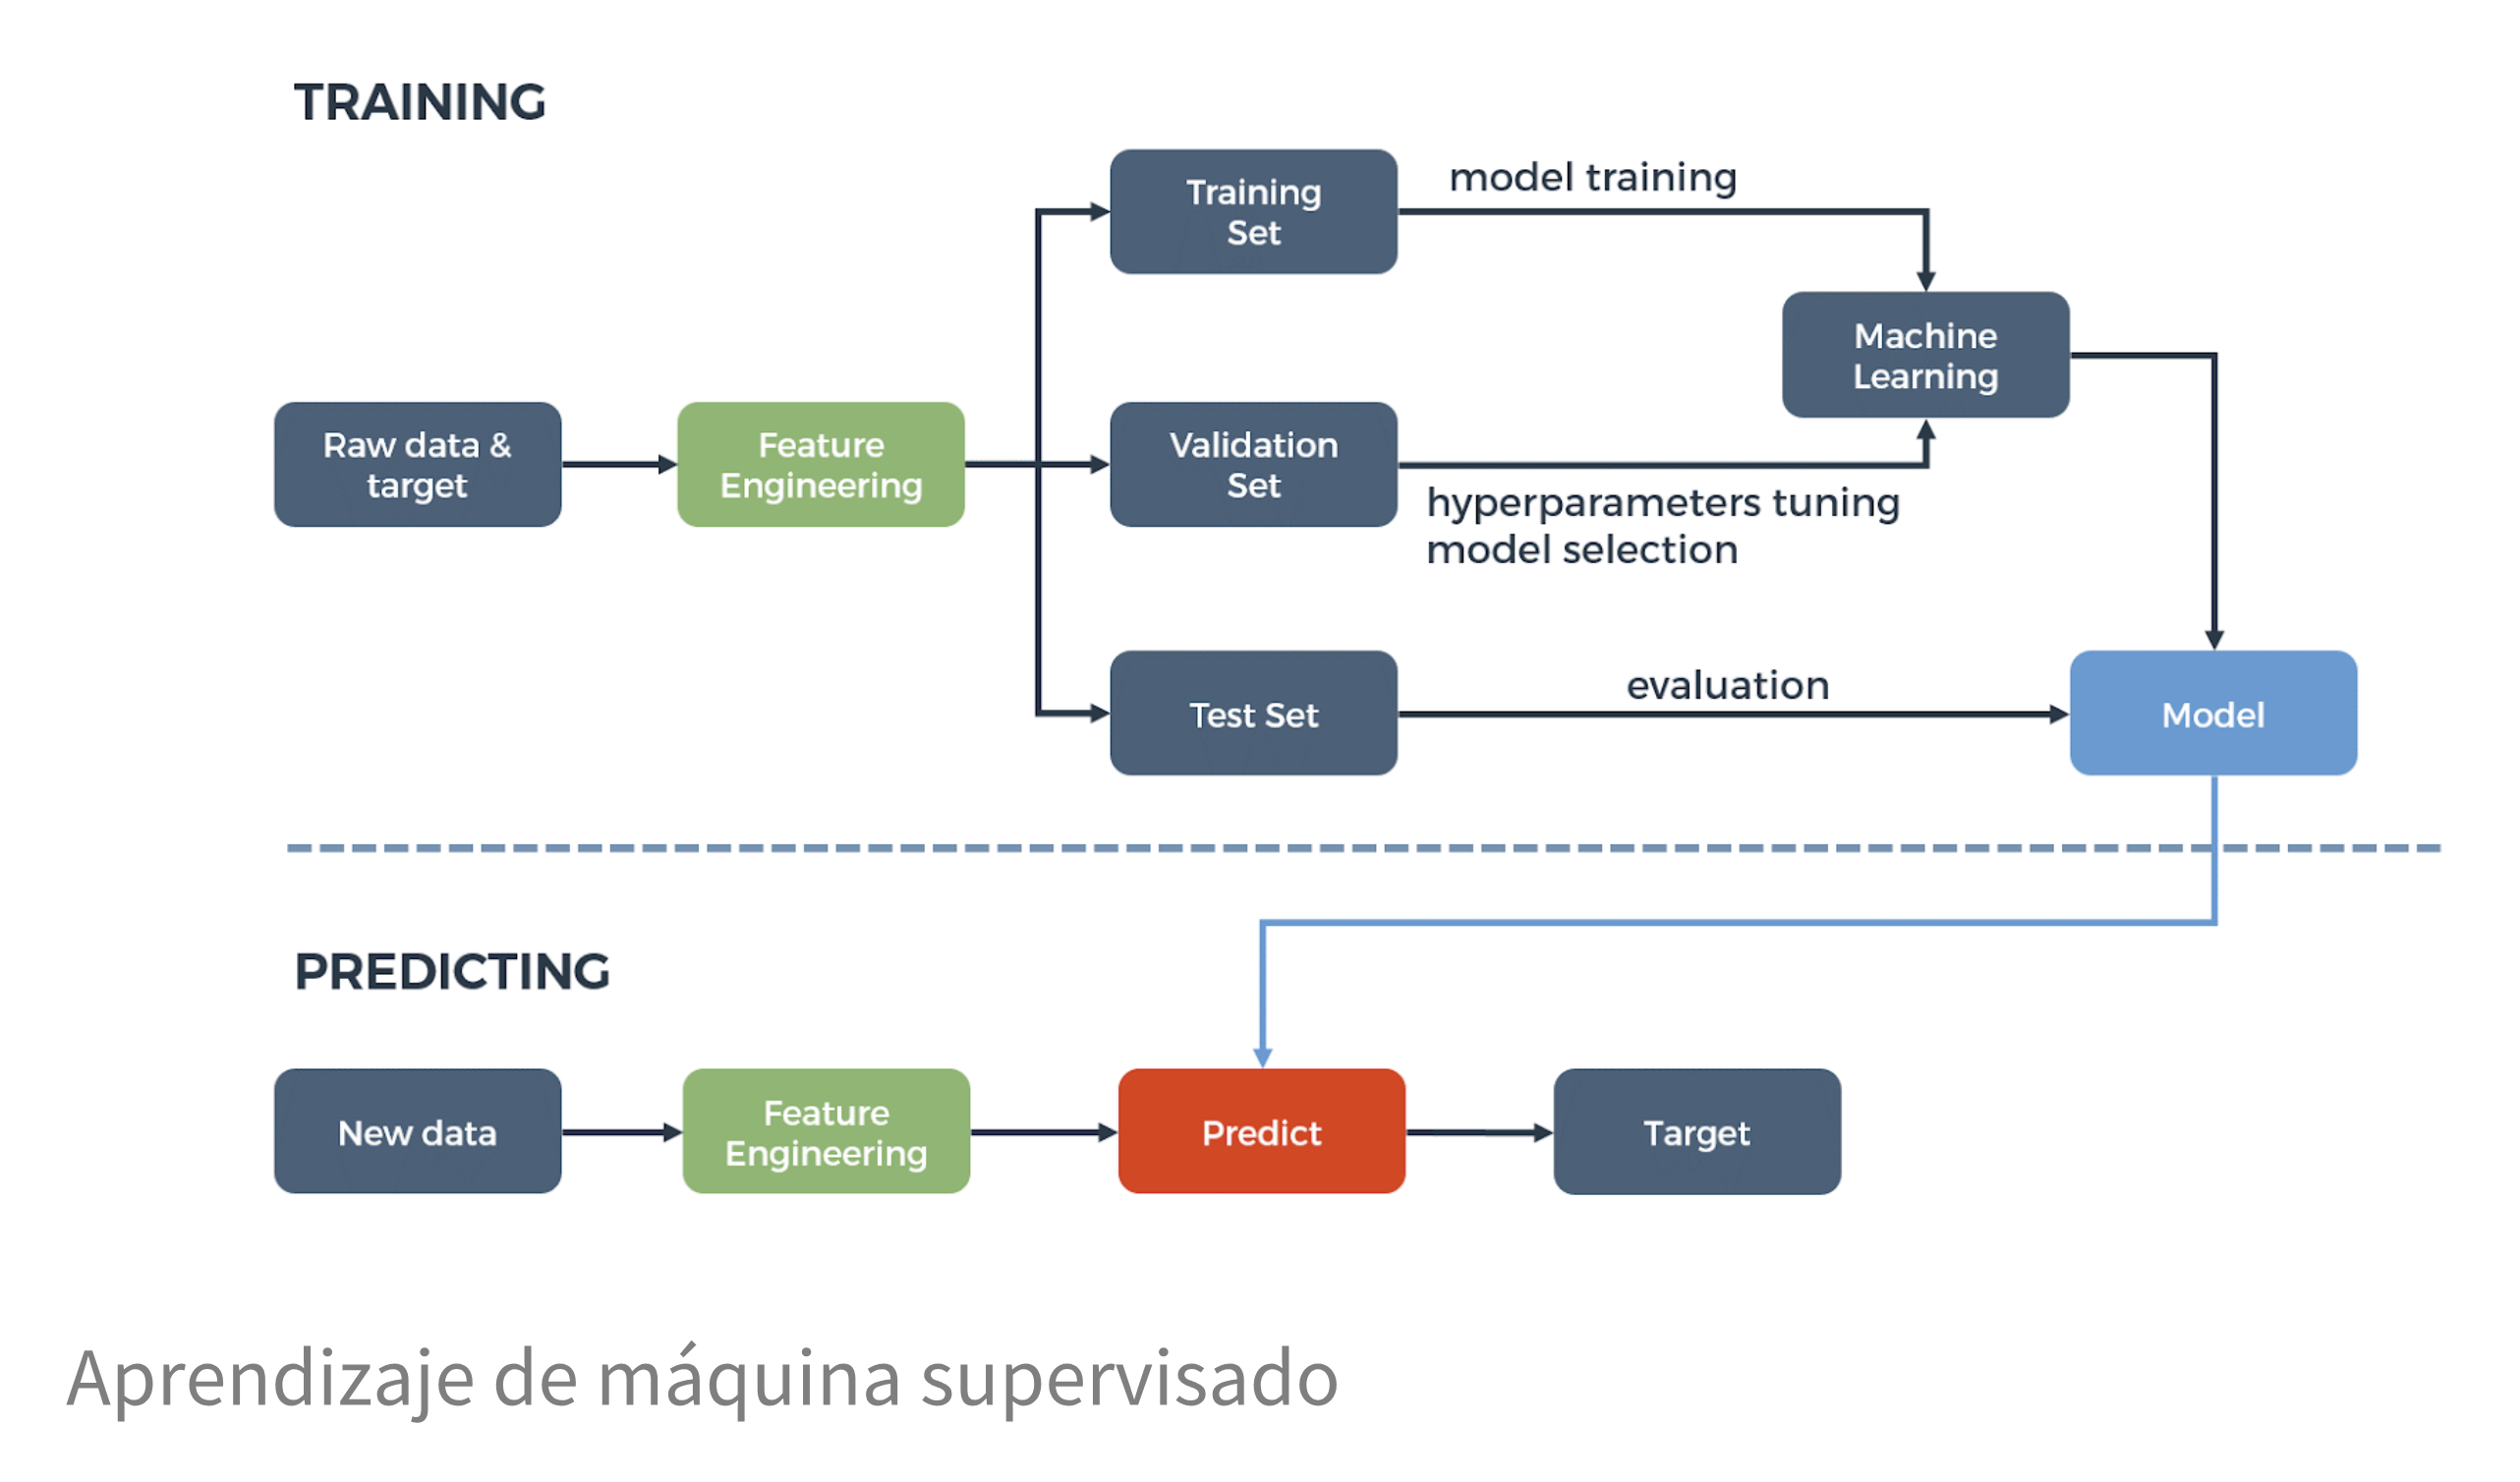 TRAINING
Training
Set
model training
Machine
Learning
Raw data &
target
Feature
Engineering
Validation
Set
hyperparameters tuning
model selection
Test Set
evaluation
Model
PREDICTING
New data
Feature
Engineering
Predict
Target
Aprendizaje de máquina supervisado